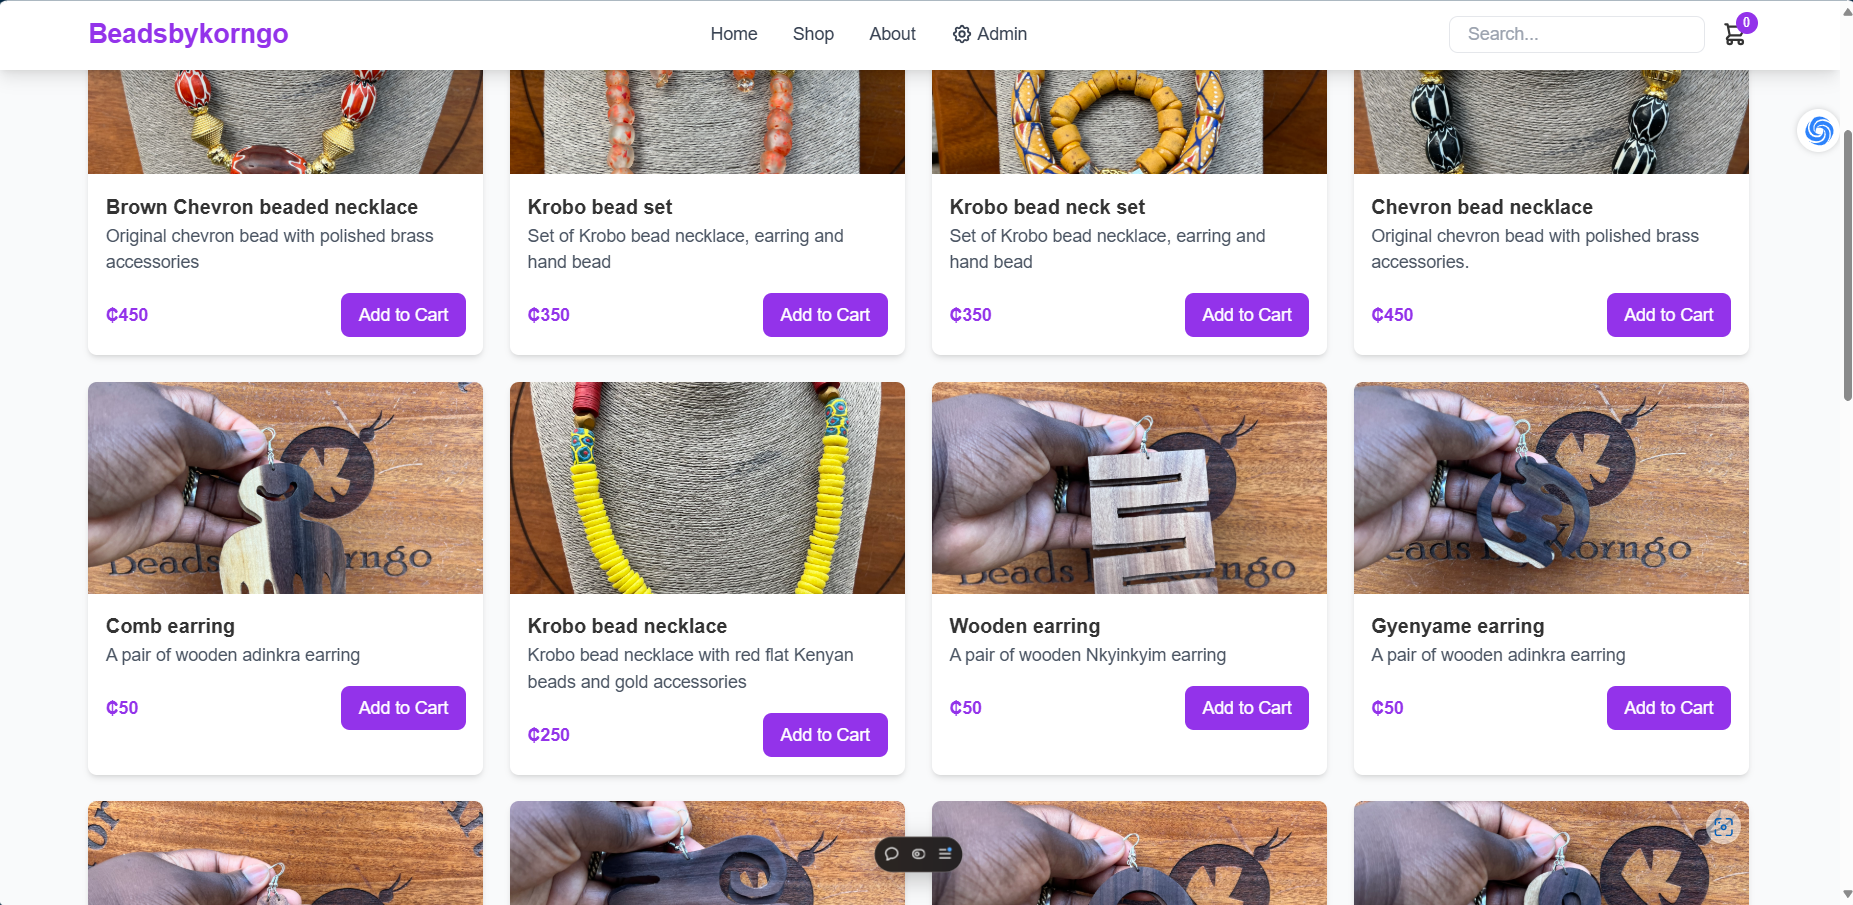 Beadsbykorngo
Home
Shop
About
Admin
Search...
0
Brown Chevron beaded necklace
Original chevron bead with polished brass
accessories
₵450
Add to Cart
Krobo bead set
Set of Krobo bead necklace, earring and
hand bead
₵350
Add to Cart
Krobo bead neck set
Set of Krobo bead necklace, earring and
hand bead
₵350
Add to Cart
Chevron bead necklace
Original chevron bead with polished brass
accessories.
₵450
Add to Cart
Beads
rngo
Comb earring
A pair of wooden adinkra earring
₵50
Add to Cart
Krobo bead necklace
Krobo bead necklace with red flat Kenyan
beads and gold accessories
₵250
Add to Cart
Beads
ngo
Wooden earring
A pair of wooden Nkyinkyim earring
₵50
Add to Cart
Beads
orngo
Gyenyame earring
A pair of wooden adinkra earring
₵50
Add to Cart